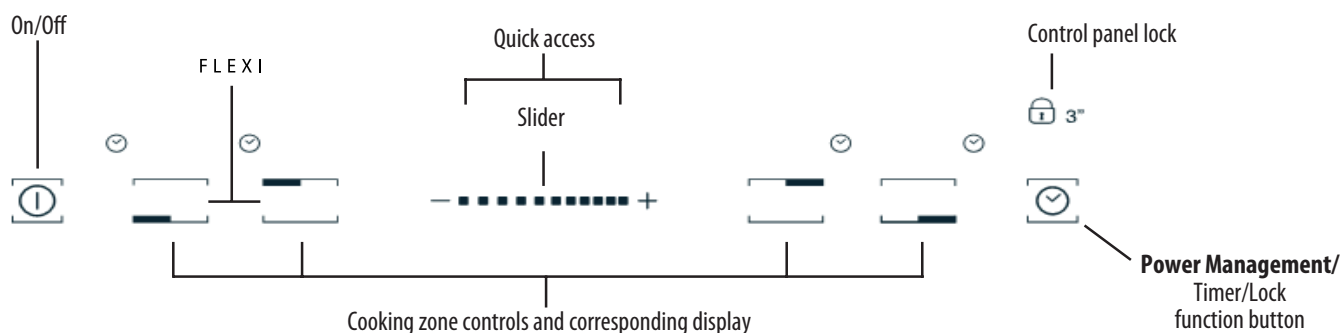 On/Off
FLEXI
Quick access
Slider
Control panel lock
3"
− +
Cooking zone controls and corresponding display
Power Management/
Timer/Lock
function button